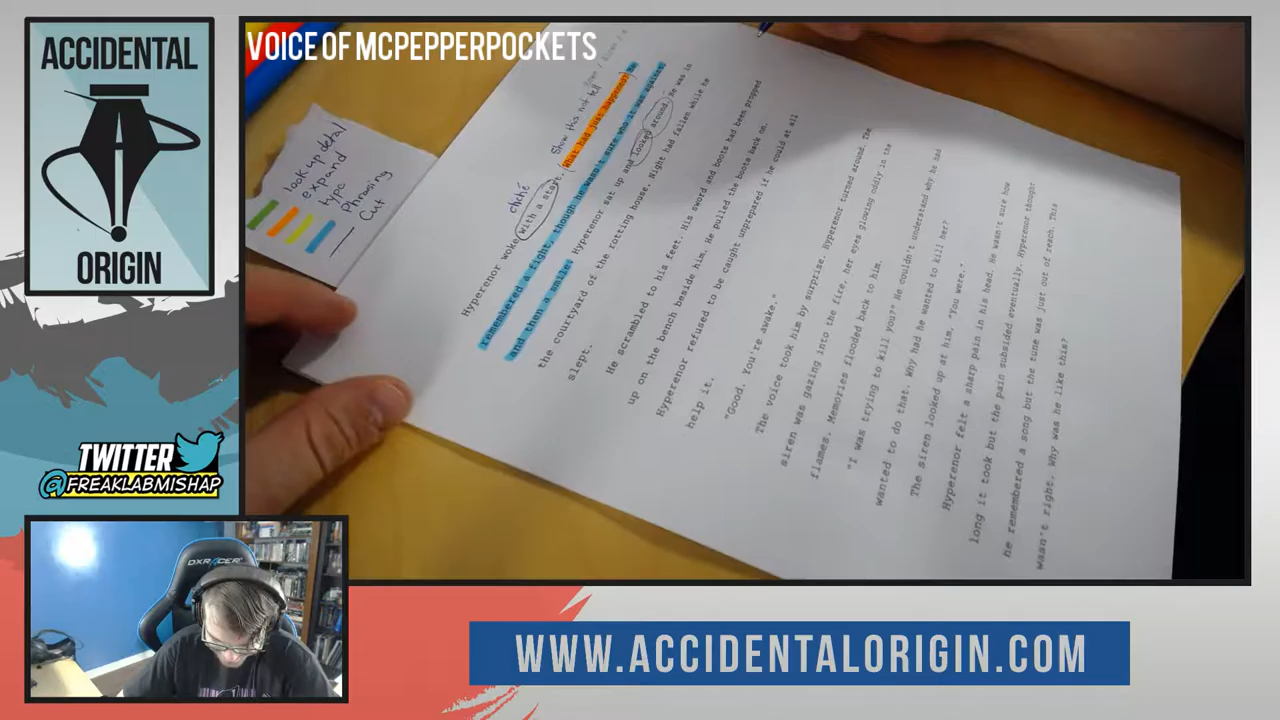 VOICE OF MCPEPPERPOCKETS
ACCIDENTAL
ORIGIN
look up detail
expand
typo
Phrasing
Cut
Show this not tell
cliché
Hyperenor woke with a start. What had just happened? He
remembered a fight, though he wasn't sure who it was against
and then a smile. Hyperenor sat up and looked around. He was in
the courtyard of the rotting house. Night had fallen while he
slept.
He scrambled to his feet. His sword and boots had been propped
up on the bench beside him. He pulled the boots back on.
Hyperenor refused to be caught unprepared if he could at all
help it.
"Good. You're awake."
The voice took him by surprise. Hyperenor turned around. The
siren was gazing into the fire, her eyes glowing oddly in the
flames. Memories flooded back to him.
"I was trying to kill you?" He couldn't understand why he had
wanted to do that. Why had he wanted to kill her?
The siren looked up at him, "You were."
Hyperenor felt a sharp pain in his head. He wasn't sure how
long it took but the pain subsided eventually. Hyperenor thought
he remembered a song but the tune was just out of reach. This
wasn't right. Why was he like this?
TWITTER
@FREAKLABMISHAP
DXRACER
WWW.ACCIDENTALORIGIN.COM